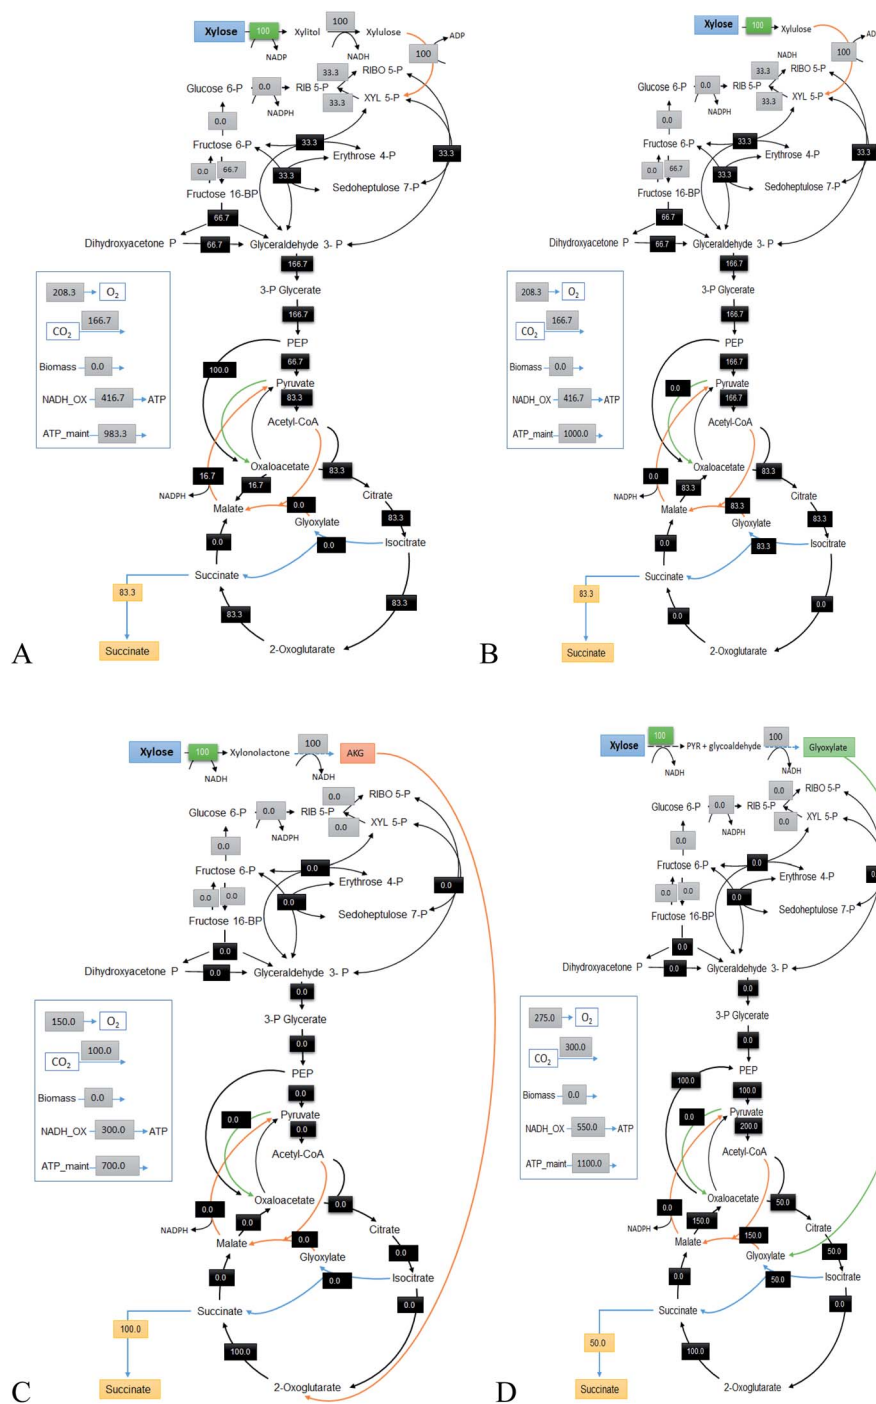 Xylose 100 Xylitol 100 Xylulose
NADP NADH 100 ADP
33.3 RIBO 5-P
Glucose 6-P 0.0 RIB 5-P
NADPH 33.3 XYL 5-P
0.0
Fructose 6-P 33.3
Erythrose 4-P 33.3
0.0 66.7 33.3
Fructose 16-BP Sedoheptulose 7-P
66.7
Dihydroxyacetone P 66.7 Glyceraldehyde 3- P
166.7
208.3 O2
3-P Glycerate
CO2 166.7
166.7
PEP
Biomass 0.0
100.0 66.7
Pyruvate
NADH_OX 416.7 ATP
83.3
Acetyl-CoA
ATP_maint 983.3
Oxaloacetate 83.3
16.7 16.7
NADPH Citrate
Malate 0.0
Glyoxylate 83.3
0.0 0.0 Isocitrate
Succinate
83.3 83.3 83.3
A Succinate 2-Oxoglutarate
Xylose 100 Xylulose
ADP
NADH 100
33.3 RIBO 5-P
Glucose 6-P 0.0 RIB 5-P
NADPH 33.3 XYL 5-P
0.0
Fructose 6-P 33.3
Erythrose 4-P 33.3
0.0 66.7 33.3
Fructose 16-BP Sedoheptulose 7-P
66.7
Dihydroxyacetone P 66.7 Glyceraldehyde 3- P
166.7
208.3 O2
3-P Glycerate
CO2 166.7
166.7
PEP
Biomass 0.0
166.7
0.0 Pyruvate
NADH_OX 416.7 ATP
166.7
Acetyl-CoA
ATP_maint 1000.0
Oxaloacetate 83.3
0.0 83.3
NADPH Citrate
Malate 83.3
Glyoxylate 83.3
0.0 83.3 Isocitrate
Succinate
83.3 0.0 0.0
B Succinate 2-Oxoglutarate
Xylose 100 Xylonolactone 100 AKG
NADH NADH
0.0 RIBO 5-P
Glucose 6-P 0.0 RIB 5-P
NADPH 0.0 XYL 5-P
0.0
Fructose 6-P 0.0
Erythrose 4-P 0.0
0.0 0.0 0.0
Fructose 16-BP Sedoheptulose 7-P
0.0
Dihydroxyacetone P 0.0 Glyceraldehyde 3- P
0.0
150.0 O2
3-P Glycerate
CO2 100.0
0.0
PEP
Biomass 0.0
0.0
0.0 Pyruvate
NADH_OX 300.0 ATP
0.0
Acetyl-CoA
ATP_maint 700.0
Oxaloacetate 0.0
0.0 0.0
NADPH Citrate
Malate 0.0
Glyoxylate 0.0
0.0 0.0 Isocitrate
Succinate 0.0
100.0 100.0
C Succinate 2-Oxoglutarate
Xylose 100 PYR + glycoaldehyde 100 Glyoxylate
NADH NADH
0.0 RIBO 5-P
Glucose 6-P 0.0 RIB 5-P
NADPH 0.0 XYL 5-P
0.0
Fructose 6-P 0.0
Erythrose 4-P 0.0
0.0 0.0 0.0
Fructose 16-BP Sedoheptulose 7-P
0.0
Dihydroxyacetone P 0.0 Glyceraldehyde 3- P
0.0
275.0 O2
3-P Glycerate
CO2 300.0
0.0
PEP
100.0
Biomass 0.0
100.0
0.0 Pyruvate
NADH_OX 550.0 ATP
200.0
Acetyl-CoA
ATP_maint 1100.0
Oxaloacetate 50.0
0.0 150.0
NADPH Citrate
Malate 150.0
Glyoxylate 50.0
0.0 50.0 Isocitrate
Succinate 0.0
50.0 100.0
D Succinate 2-Oxoglutarate